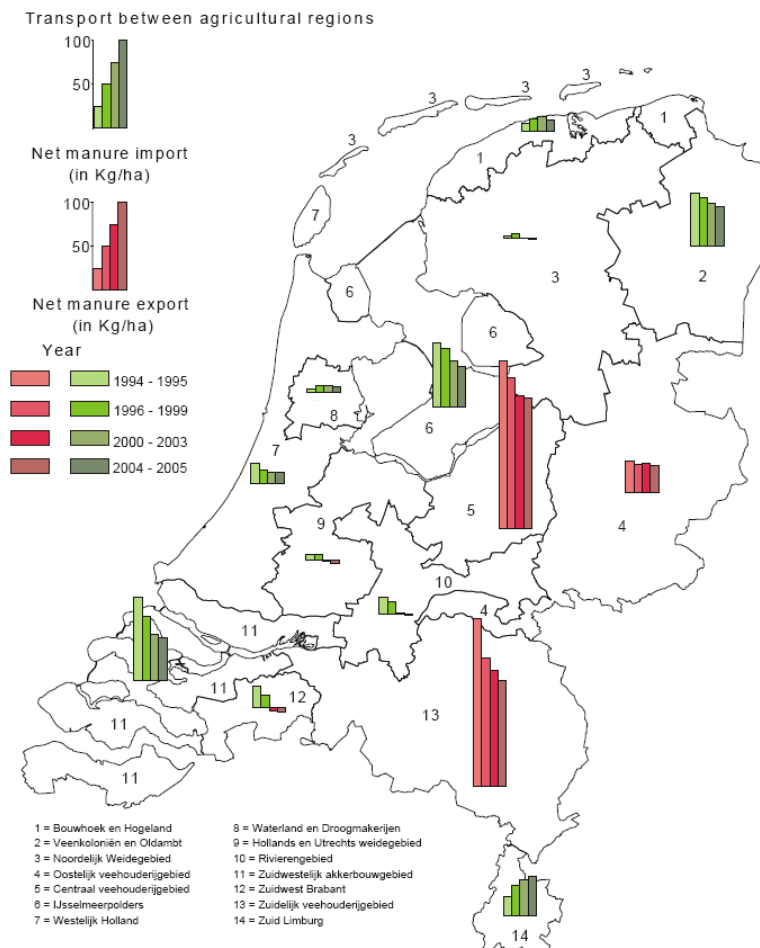 Transport between agricultural regions
100
50
Net manure import
(in Kg/ha)
100
50
Net manure export
(in Kg/ha)
Year
1994 - 1995
1996 - 1999
2000 - 2003
2004 - 2005
3
3
3
3
1
1
7
2
3
6
6
8
6
7
5
4
9
10
4
11
11
12
13
11
11
14
1 = Bouwhoek en Hogeland
2 = Veenkoloniën en Oldambt
3 = Noordelijk Weidegebied
4 = Oostelijk veehouderijgebied
5 = Centraal veehouderijgebied
6 = IJsselmeerpolders
7 = Westelijk Holland
8 = Waterland en Droogmakerijen
9 = Hollands en Utrechts weidegebied
10 = Rivierengebied
11 = Zuidwestelijk akkerbouwgebied
12 = Zuidwest Brabant
13 = Zuidelijk veehouderijgebied
14 = Zuid Limburg